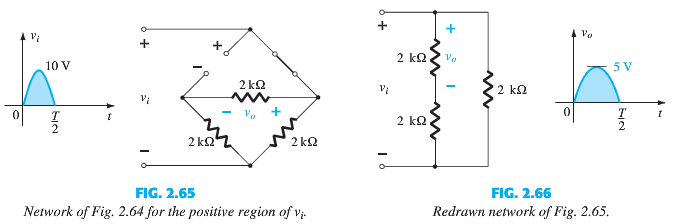 vi
10 V
0
T
2
t
+
+
−
vi
−
2 kΩ
− vo +
2 kΩ
2 kΩ
FIG. 2.65
Network of Fig. 2.64 for the positive region of vi.
+
+
2 kΩ
vo
−
vi
2 kΩ
2 kΩ
−
FIG. 2.66
Redrawn network of Fig. 2.65.
vo
5 V
0
T
2
t